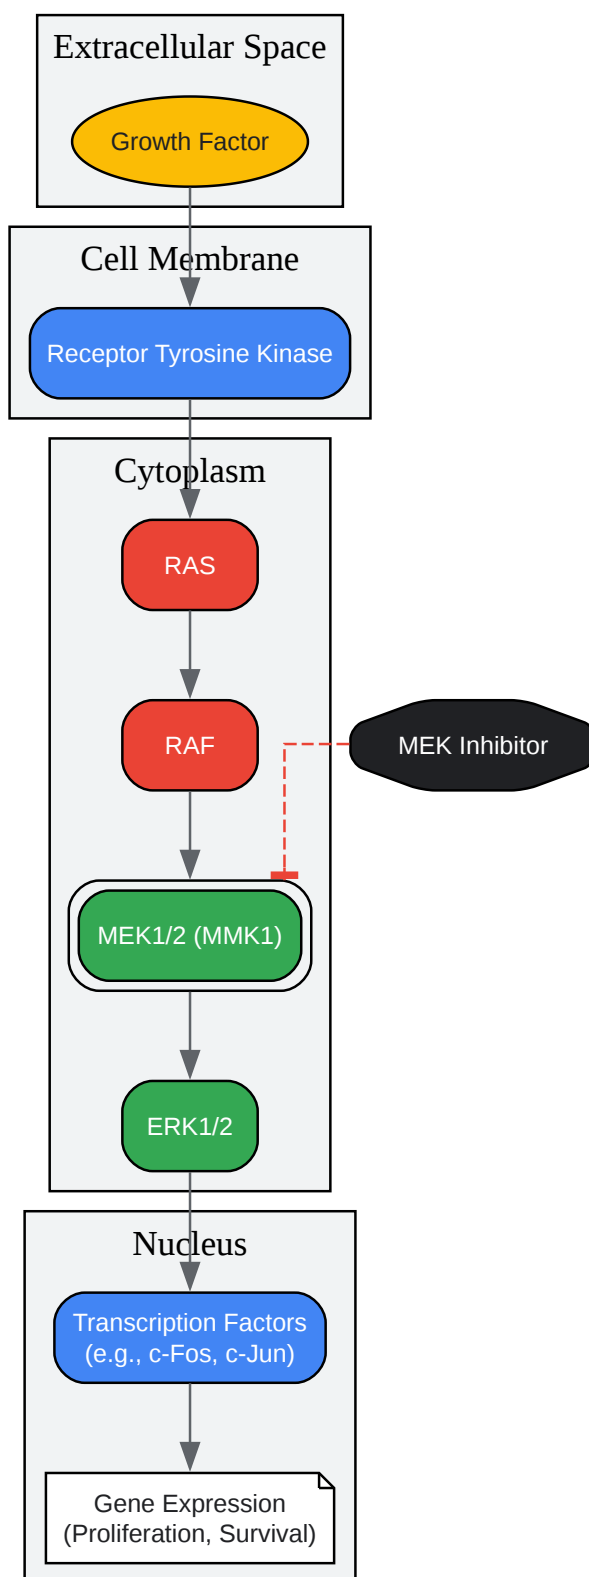 Extracellular Space
Growth Factor
Cell Membrane
Receptor Tyrosine Kinase
Cytoplasm
RAS
RAF
MEK Inhibitor
MEK1/2 (MMK1)
ERK1/2
Nucleus
Transcription Factors
(e.g., c-Fos, c-Jun)
Gene Expression
(Proliferation, Survival)